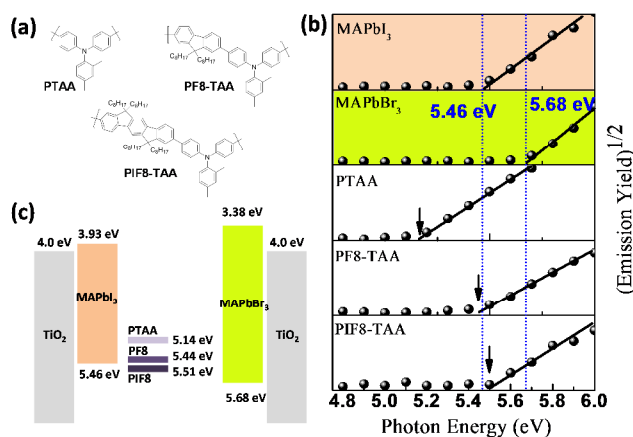 (a)
PTAA
C₈H₁₇
C₈H₁₇
N
PF8-TAA
C₈H₁₇
C₈H₁₇
C₈H₁₇
C₈H₁₇
N
PIF8-TAA
(b)
MAPbI₃
MAPbBr₃
5.46 eV
5.68 eV
PTAA
PF8-TAA
PIF8-TAA
4.8 5.0 5.2 5.4 5.6 5.8 6.0
Photon Energy (eV)
(Emission Yield)¹/²
(c)
4.0 eV
TiO₂
3.93 eV
MAPbI₃
5.46 eV
PTAA
5.14 eV
PF8
5.44 eV
PIF8
5.51 eV
3.38 eV
MAPbBr₃
5.68 eV
4.0 eV
TiO₂